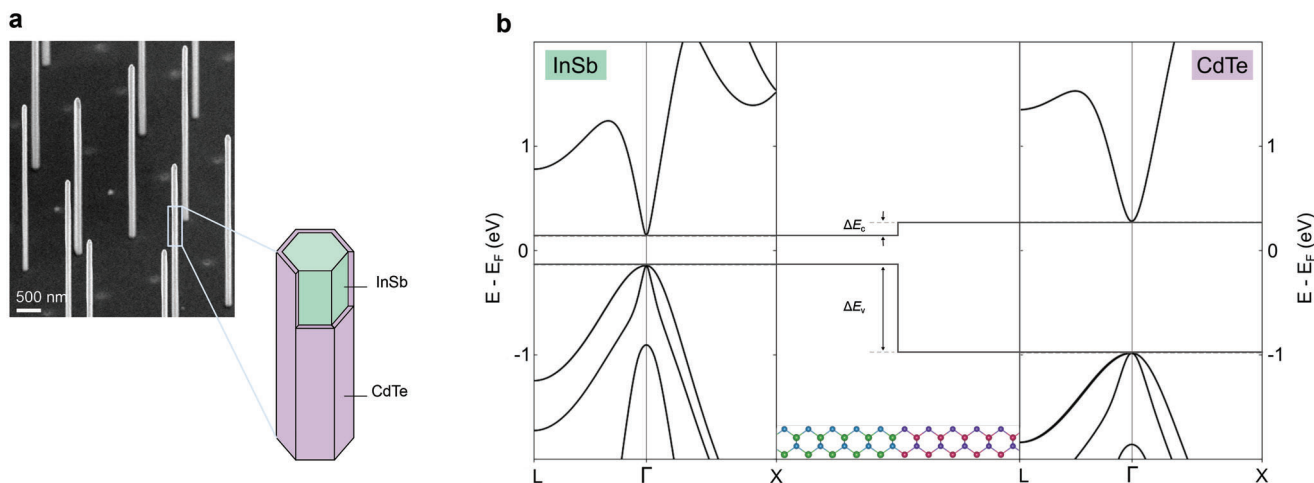 a
500 nm
InSb
CdTe
b
InSb
CdTe
E - E_F (eV)
1
0
-1
ΔE_c
ΔE_v
L
Γ
X
L
Γ
X
1
0
-1
E - E_F (eV)